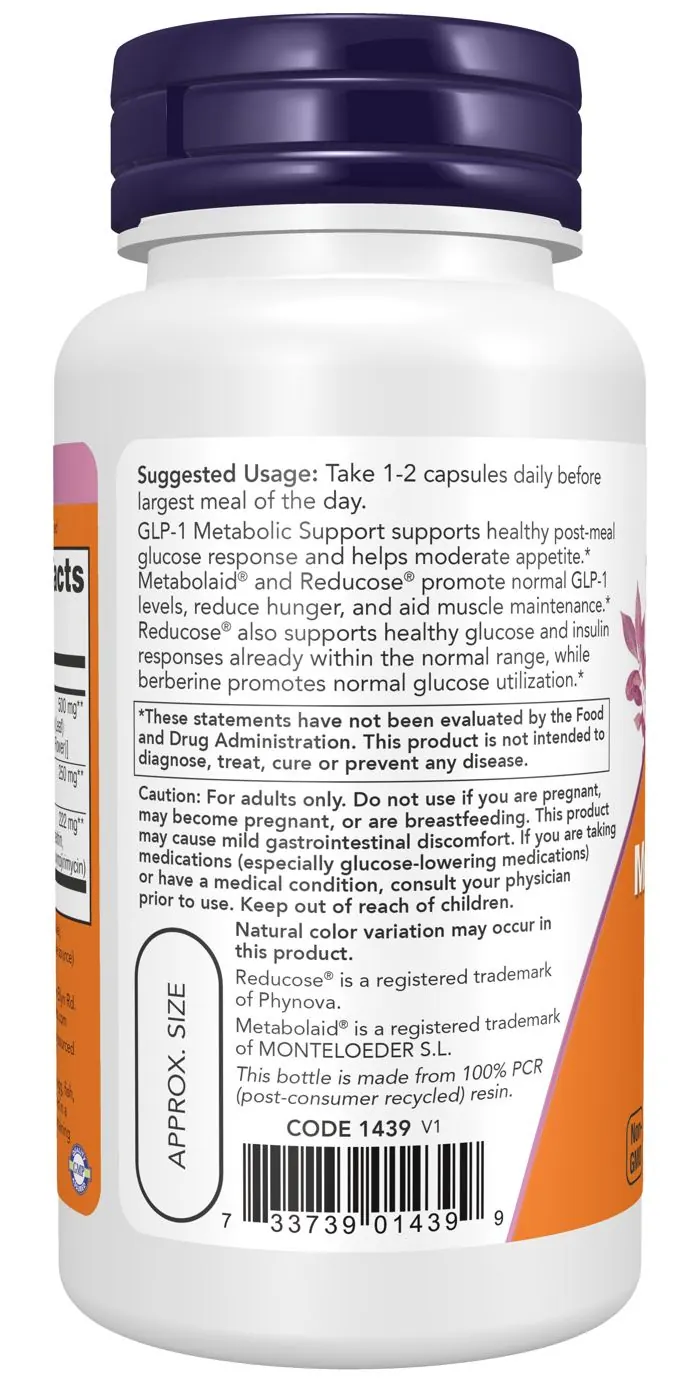 Suggested Usage: Take 1-2 capsules daily before
largest meal of the day.
GLP-1 Metabolic Support supports healthy post-meal
glucose response and helps moderate appetite.*
Metabolaid® and Reducose® promote normal GLP-1
levels, reduce hunger, and aid muscle maintenance.*
Reducose® also supports healthy glucose and insulin
responses already within the normal range, while
berberine promotes normal glucose utilization.*
*These statements have not been evaluated by the Food
and Drug Administration. This product is not intended to
diagnose, treat, cure or prevent any disease.
Caution: For adults only. Do not use if you are pregnant,
may become pregnant, or are breastfeeding. This product
may cause mild gastrointestinal discomfort. If you are taking
medications (especially glucose-lowering medications)
or have a medical condition, consult your physician
prior to use. Keep out of reach of children.
Natural color variation may occur in
this product.
Reducose® is a registered trademark
of Phynova.
Metabolaid® is a registered trademark
of MONTELOEDER S.L.
This bottle is made from 100% PCR
(post-consumer recycled) resin.
APPROX. SIZE
CODE 1439 V1
7 33739 01439 9
acts
500 mg**
250 mg**
222 mg**
GMP
Non-
GMO